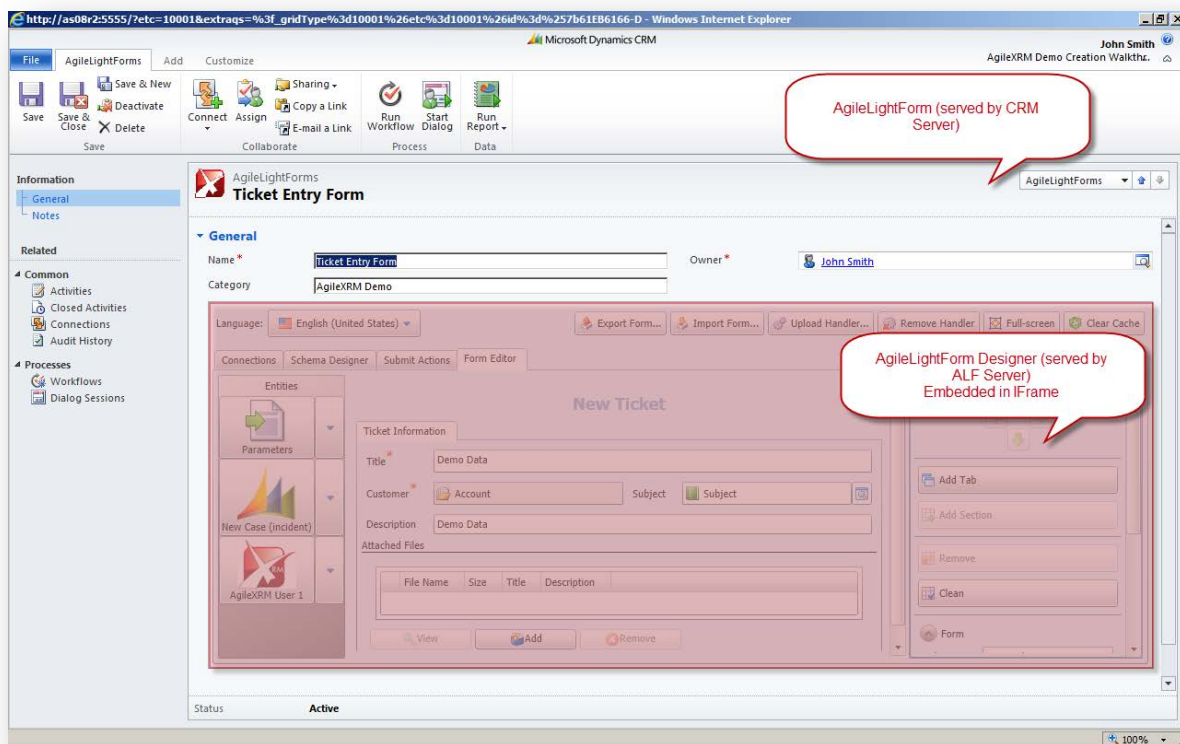 http://as08r2:5555/?etc=10001&extraqs=%3f_gridType%3d10001%26etc%3d10001%26id%3d%257b61EB6166-D - Windows Internet Explorer
Microsoft Dynamics CRM
John Smith
AgileXRM Demo Creation Walkthr..
File AgileLightForms Add Customize
Save
Save & Close
Save & New
Deactivate
Delete
Save
Connect
Assign
Sharing
Copy a Link
E-mail a Link
Collaborate
Run Workflow
Start Dialog
Process
Run Report
Data
AgileLightForm (served by CRM
Server)
Information
General
Notes
Related
Common
Activities
Closed Activities
Connections
Audit History
Processes
Workflows
Dialog Sessions
AgileLightForms
Ticket Entry Form
AgileLightForms
General
Name* Ticket Entry Form Owner* John Smith
Category AgileXRM Demo
Language: English (United States) Export Form... Import Form... Upload Handler... Remove Handler Full-screen Clear Cache
Connections Schema Designer Submit Actions Form Editor
AgileLightForm Designer (served by
ALF Server)
Embedded in IFrame
Entities
Parameters
New Case (incident)
XRM
AgileXRM User 1
New Ticket
Ticket Information
Title* Demo Data
Customer* Account Subject Subject
Description Demo Data
Attached Files
File Name Size Title Description
View Add Remove
Add Tab
Add Section
Remove
Clean
Form
Status Active
100%